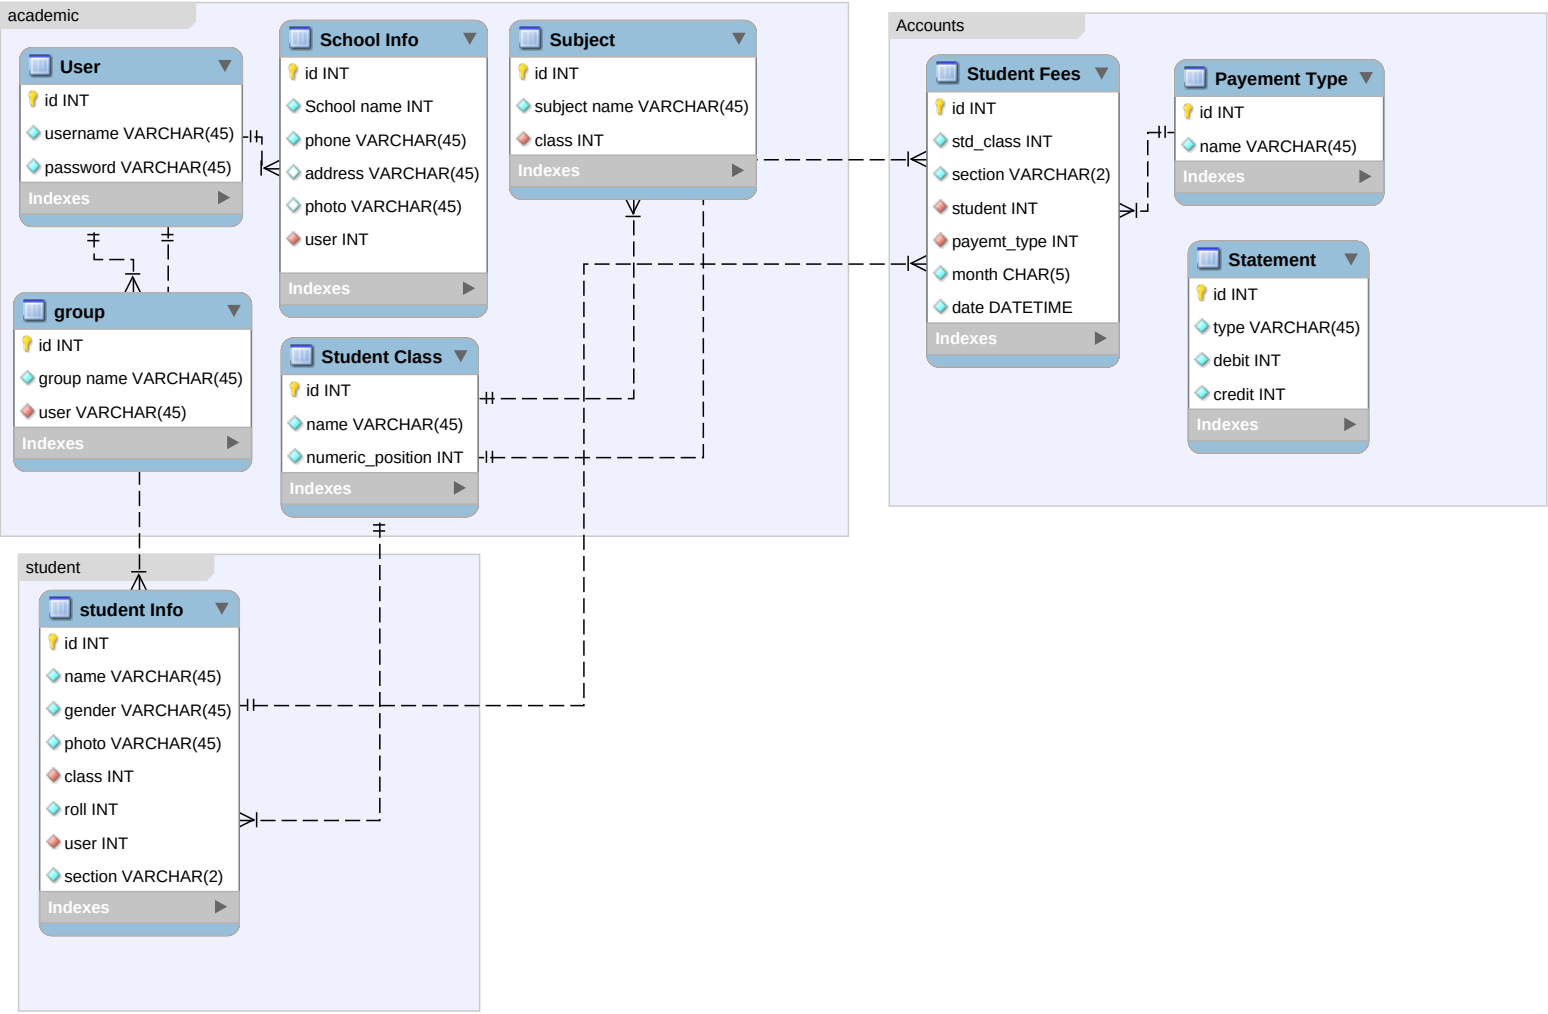 academic
User
id INT
username VARCHAR(45)
password VARCHAR(45)
Indexes
School Info
id INT
School name INT
phone VARCHAR(45)
address VARCHAR(45)
photo VARCHAR(45)
user INT
Indexes
Subject
id INT
subject name VARCHAR(45)
class INT
Indexes
group
id INT
group name VARCHAR(45)
user VARCHAR(45)
Indexes
Student Class
id INT
name VARCHAR(45)
numeric_position INT
Indexes
Accounts
Student Fees
id INT
std_class INT
section VARCHAR(2)
student INT
payemt_type INT
month CHAR(5)
date DATETIME
Indexes
Payement Type
id INT
name VARCHAR(45)
Indexes
Statement
id INT
type VARCHAR(45)
debit INT
credit INT
Indexes
student
student Info
id INT
name VARCHAR(45)
gender VARCHAR(45)
photo VARCHAR(45)
class INT
roll INT
user INT
section VARCHAR(2)
Indexes